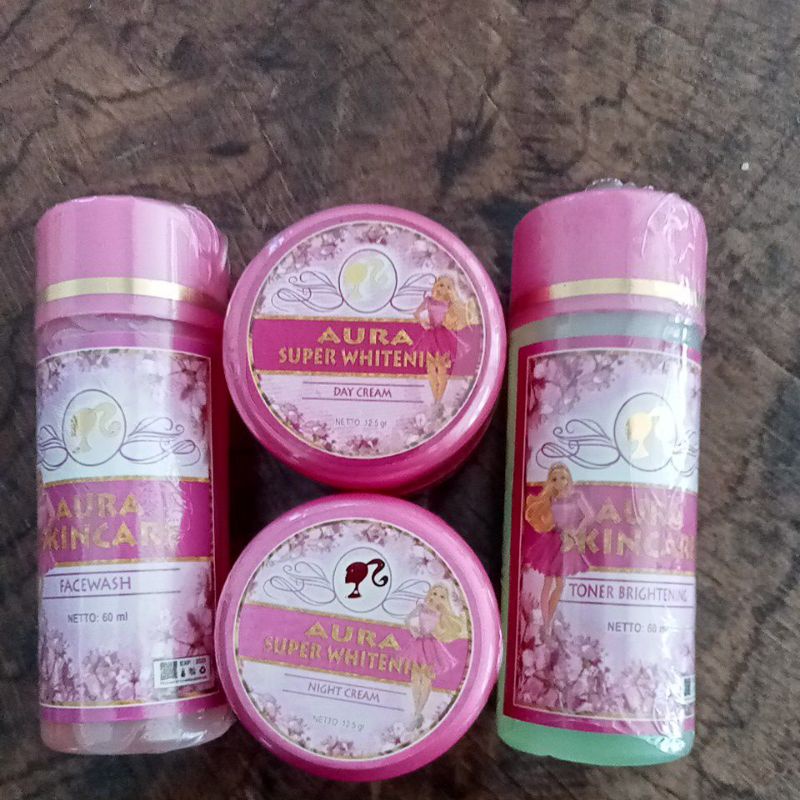 AURA
SKINCARE
FACEWASH
NETTO: 60 ml
AURA
SUPER WHITENING
DAY CREAM
NETTO: 12.5 gr
AURA
SUPER WHITENING
NIGHT CREAM
NETTO: 12.5 gr
AURA
SKINCARE
TONER BRIGHTENING
NETTO: 60 ml